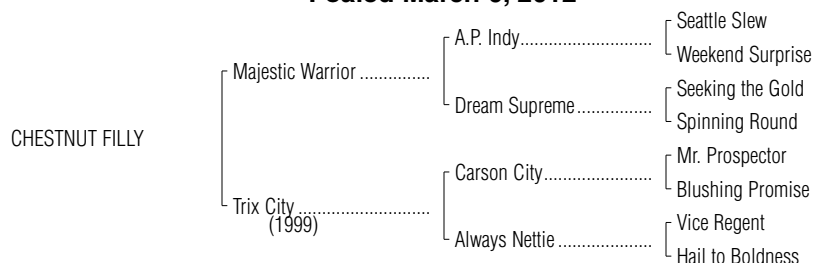 Foaled March 6, 2012
Seattle Slew
A.P. Indy..............................
Weekend Surprise
Majestic Warrior ................
Seeking the Gold
Dream Supreme.................
Spinning Round
CHESTNUT FILLY
Mr. Prospector
Carson City.........................
Blushing Promise
Trix City ..............................
(1999)
Vice Regent
Always Nettie .....................
Hail to Boldness